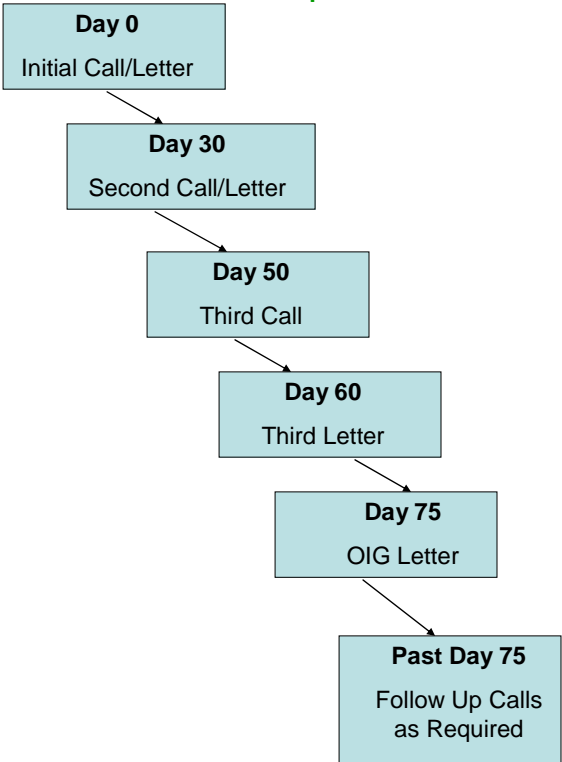 Day 0
Initial Call/Letter
Day 30
Second Call/Letter
Day 50
Third Call
Day 60
Third Letter
Day 75
OIG Letter
Past Day 75
Follow Up Calls
as Required